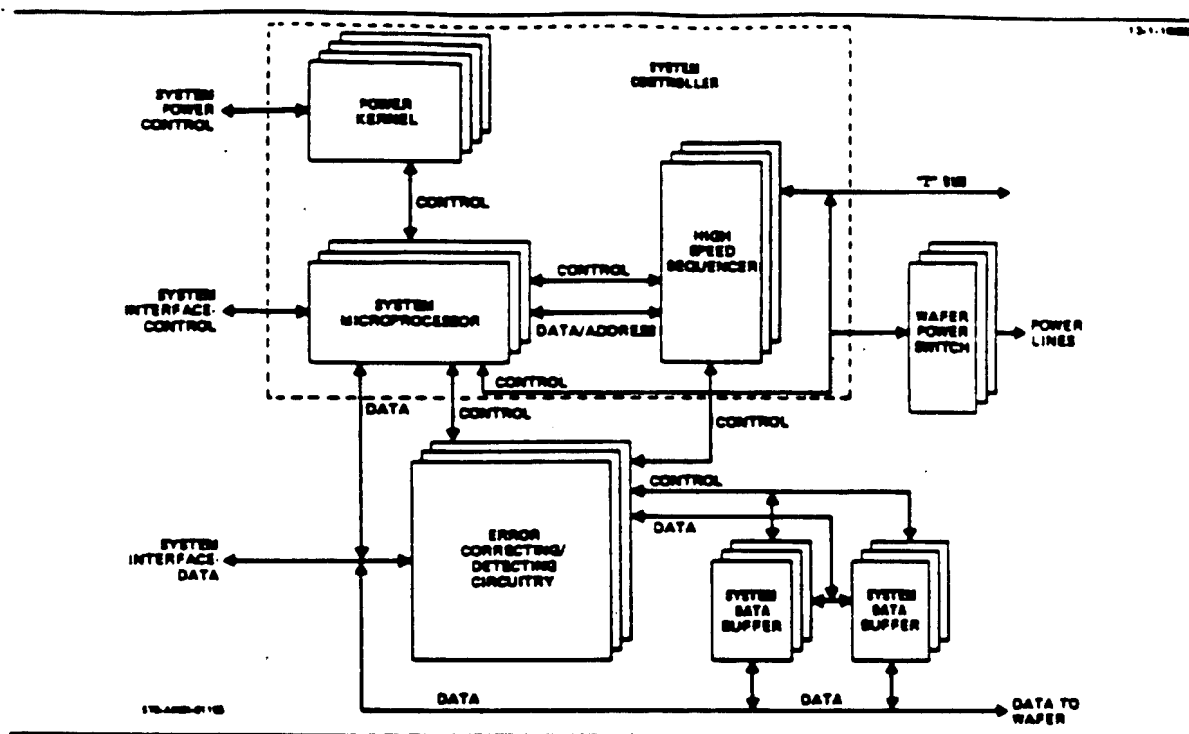 SYSTEM
CONTROLLER
SYSTEM
POWER
CONTROL
POWER
KERNEL
CONTROL
HIGH
SPEED
SEQUENCER
BUS
SYSTEM
INTERFACE-
CONTROL
SYSTEM
MICROPROCESSOR
CONTROL
DATA/ADDRESS
WAFER
POWER
SWITCH
POWER
LINES
CONTROL
DATA
CONTROL
CONTROL
CONTROL
DATA
SYSTEM
INTERFACE-
DATA
ERROR
CORRECTING/
DETECTING
CIRCUITRY
SYSTEM
DATA
BUFFER
SYSTEM
DATA
BUFFER
DATA
DATA
DATA TO
WAFER